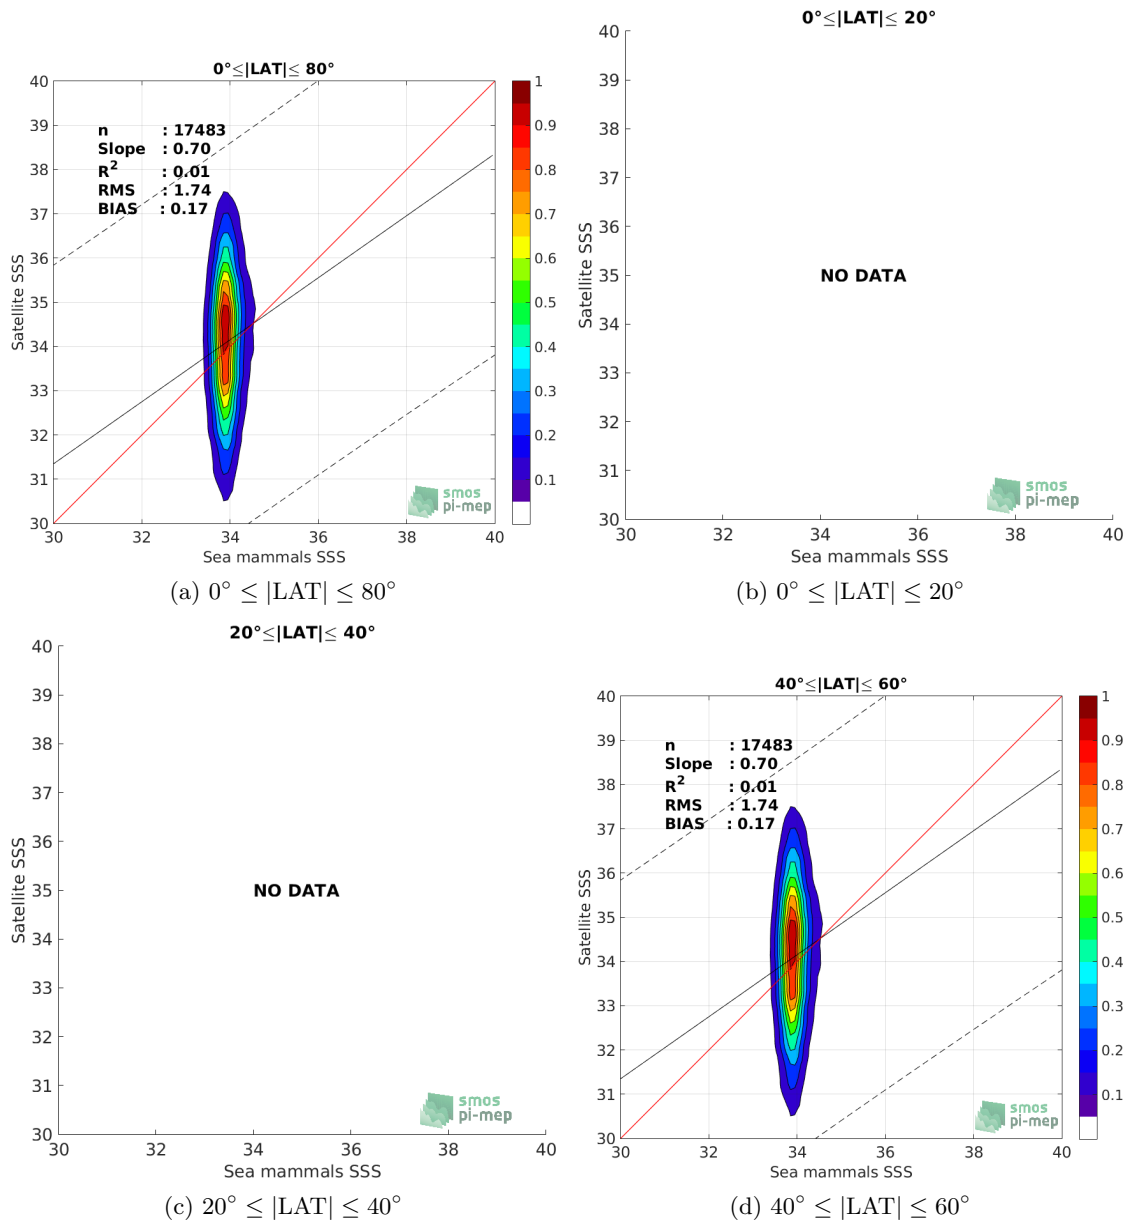 0°≤|LAT|≤ 80°
40
39
38
37
36
35
34
33
32
31
30
n : 17483
Slope : 0.70
R2 : 0.01
RMS : 1.74
BIAS : 0.17
Satellite SSS
30 32 34 36 38 40
Sea mammals SSS
1
0.9
0.8
0.7
0.6
0.5
0.4
0.3
0.2
0.1
smos
pi-mep
(a) 0° ≤ |LAT| ≤ 80°
0°≤|LAT|≤ 20°
40
39
38
37
36
35
34
33
32
31
30
Satellite SSS
NO DATA
smos
pi-mep
30 32 34 36 38 40
Sea mammals SSS
(b) 0° ≤ |LAT| ≤ 20°
20°≤|LAT|≤ 40°
40
39
38
37
36
35
34
33
32
31
30
Satellite SSS
NO DATA
smos
pi-mep
30 32 34 36 38 40
Sea mammals SSS
(c) 20° ≤ |LAT| ≤ 40°
40°≤|LAT|≤ 60°
40
39
38
37
36
35
34
33
32
31
30
n : 17483
Slope : 0.70
R2 : 0.01
RMS : 1.74
BIAS : 0.17
Satellite SSS
30 32 34 36 38 40
Sea mammals SSS
1
0.9
0.8
0.7
0.6
0.5
0.4
0.3
0.2
0.1
smos
pi-mep
(d) 40° ≤ |LAT| ≤ 60°